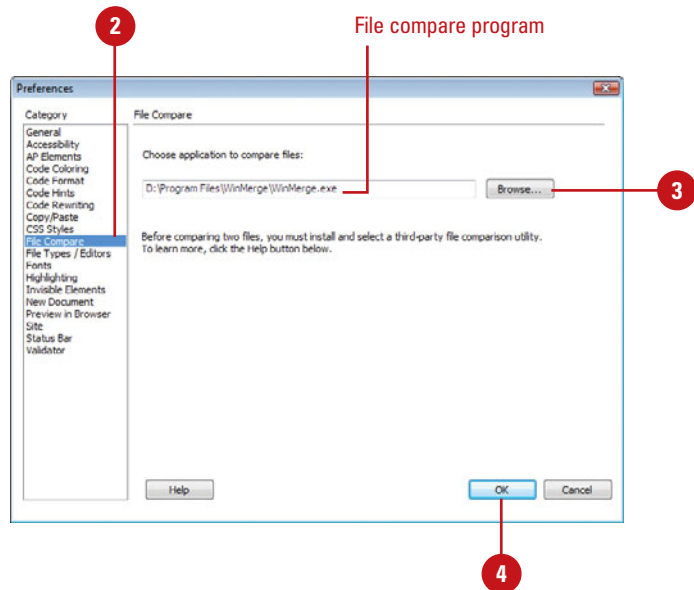 2
File compare program
Preferences
Category
File Compare
General
Accessibility
AP Elements
Code Coloring
Code Format
Code Hints
Code Rewriting
Copy/Paste
CSS Styles
File Compare
File Types / Editors
Fonts
Highlighting
Invisible Elements
New Document
Preview in Browser
Site
Status Bar
Validator
Choose application to compare files:
D:\Program Files\WinMerge\WinMerge.exe
Browse...
3
Before comparing two files, you must install and select a third-party file comparison utility.
To learn more, click the Help button below.
Help
OK
Cancel
4